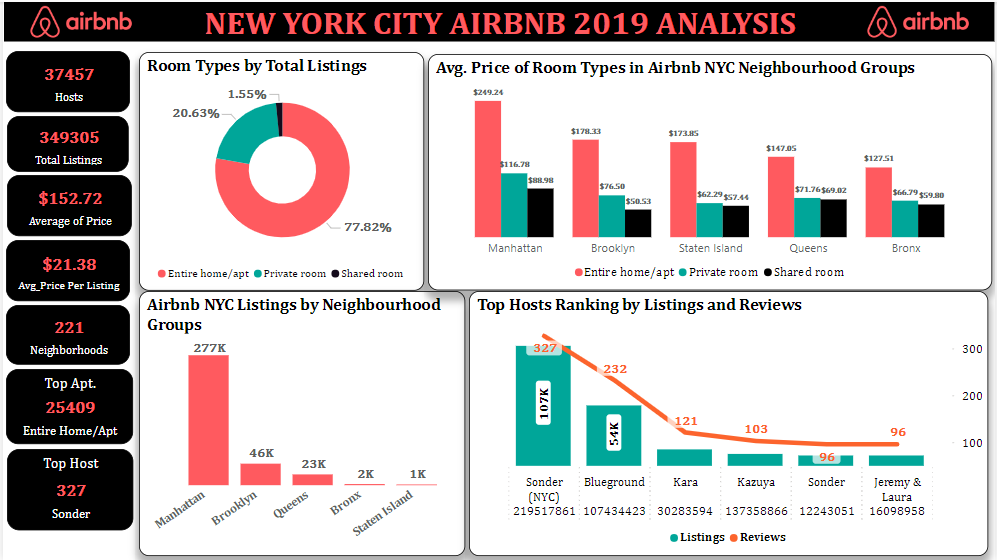 airbnb
NEW YORK CITY AIRBNB 2019 ANALYSIS
airbnb
37457
Hosts
349305
Total Listings
$152.72
Average of Price
$21.38
Avg_Price Per Listing
221
Neighborhoods
Top Apt.
25409
Entire Home/Apt
Top Host
327
Sonder
Room Types by Total Listings
1.55%
20.63%
77.82%
Entire home/apt Private room Shared room
Avg. Price of Room Types in Airbnb NYC Neighbourhood Groups
$249.24
$116.78
$88.98
$178.33
$76.50
$50.53
$173.85
$62.29
$57.44
$147.05
$71.76
$69.02
$127.51
$66.79
$59.80
Manhattan Brooklyn Staten Island Queens Bronx
Entire home/apt Private room Shared room
Airbnb NYC Listings by Neighbourhood
Groups
277K
46K
23K
2K
1K
Manhattan
Brooklyn
Queens
Bronx
Staten Island
Top Hosts Ranking by Listings and Reviews
327
232
121
103
96
96
107K
54K
300
200
100
Sonder
(NYC)
219517861
Blueground
107434423
Kara
30283594
Kazuya
137358866
Sonder
12243051
Jeremy &
Laura
16098958
Listings Reviews